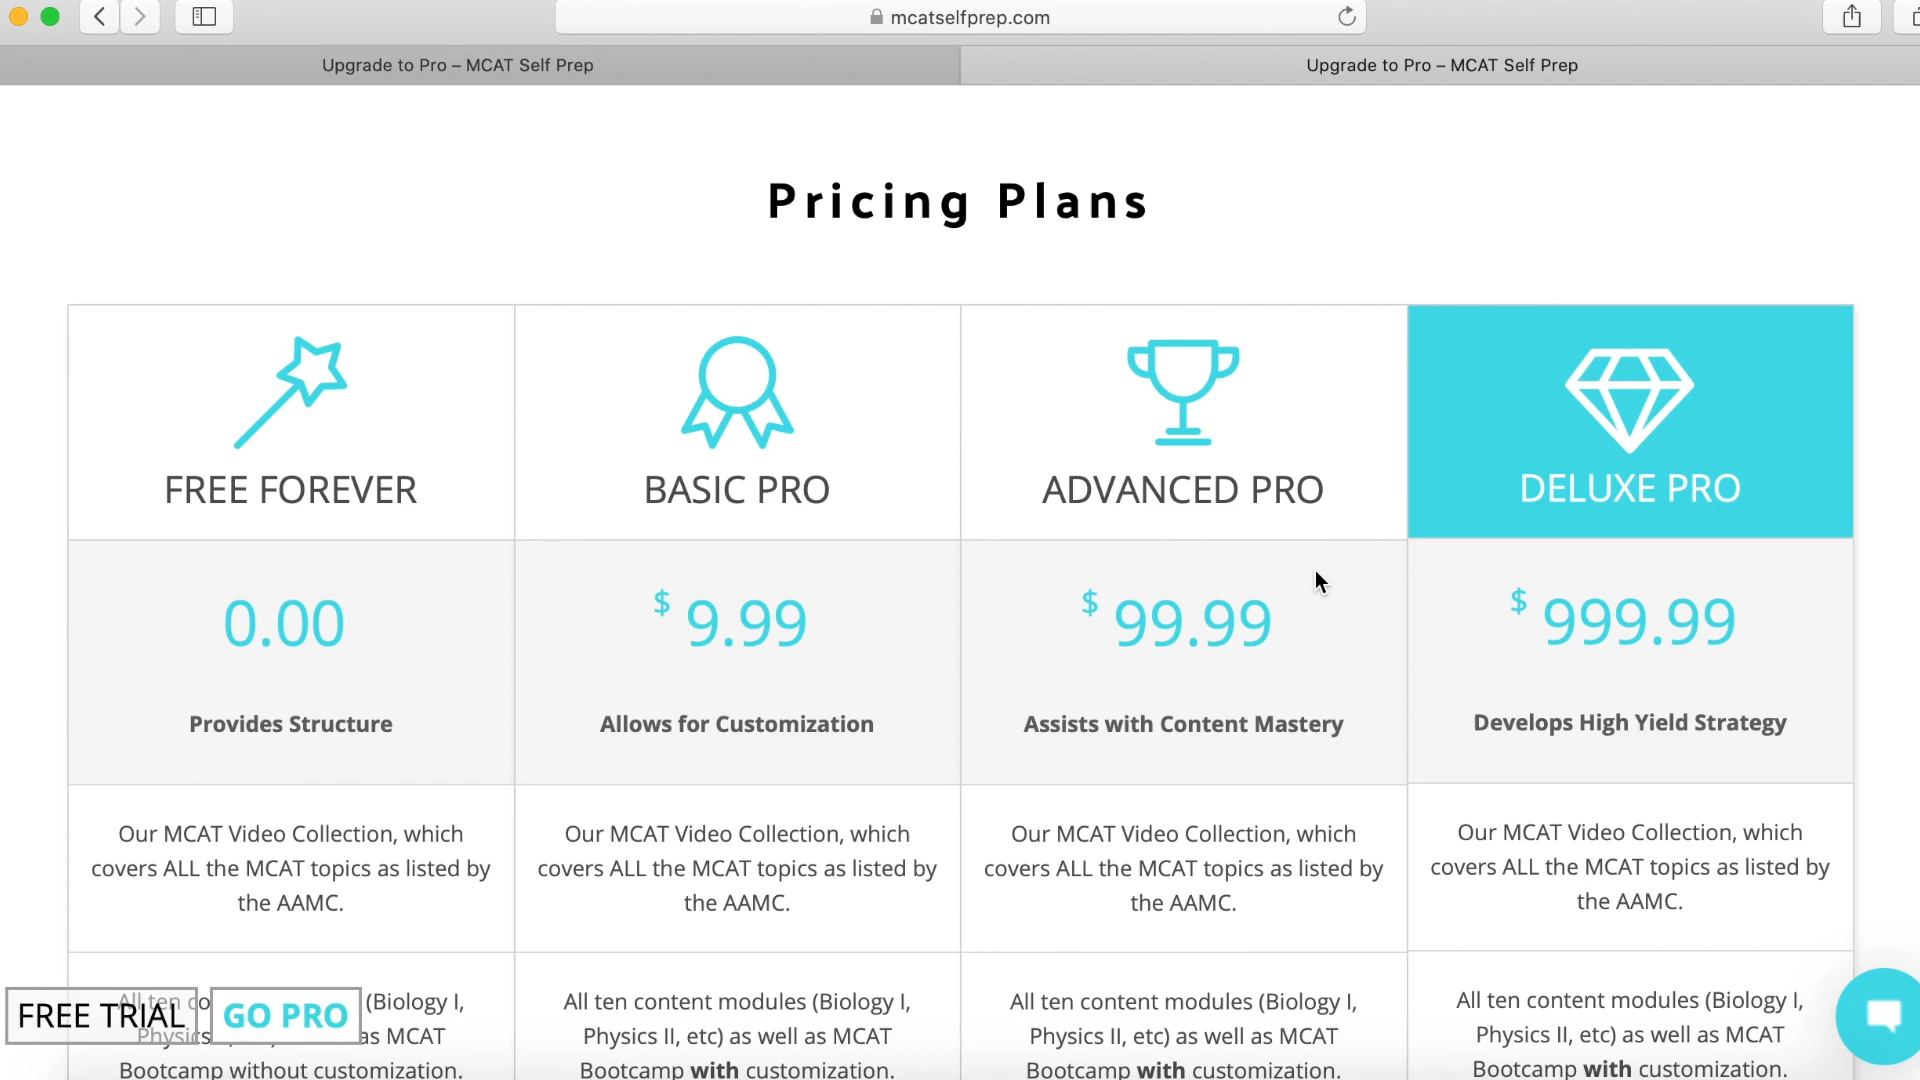 mcatselfprep.com
Upgrade to Pro – MCAT Self Prep
Upgrade to Pro – MCAT Self Prep
Pricing Plans
FREE FOREVER
BASIC PRO
ADVANCED PRO
DELUXE PRO
0.00
$ 9.99
$ 99.99
$ 999.99
Provides Structure
Allows for Customization
Assists with Content Mastery
Develops High Yield Strategy
Our MCAT Video Collection, which
covers ALL the MCAT topics as listed by
the AAMC.
Our MCAT Video Collection, which
covers ALL the MCAT topics as listed by
the AAMC.
Our MCAT Video Collection, which
covers ALL the MCAT topics as listed by
the AAMC.
Our MCAT Video Collection, which
covers ALL the MCAT topics as listed by
the AAMC.
All ten (Biology I,
as MCAT
Bootcamp without customization.
All ten content modules (Biology I,
Physics II, etc) as well as MCAT
Bootcamp with customization.
All ten content modules (Biology I,
Physics II, etc) as well as MCAT
Bootcamp with customization.
All ten content modules (Biology I,
Physics II, etc) as well as MCAT
Bootcamp with customization.
FREE TRIAL
GO PRO